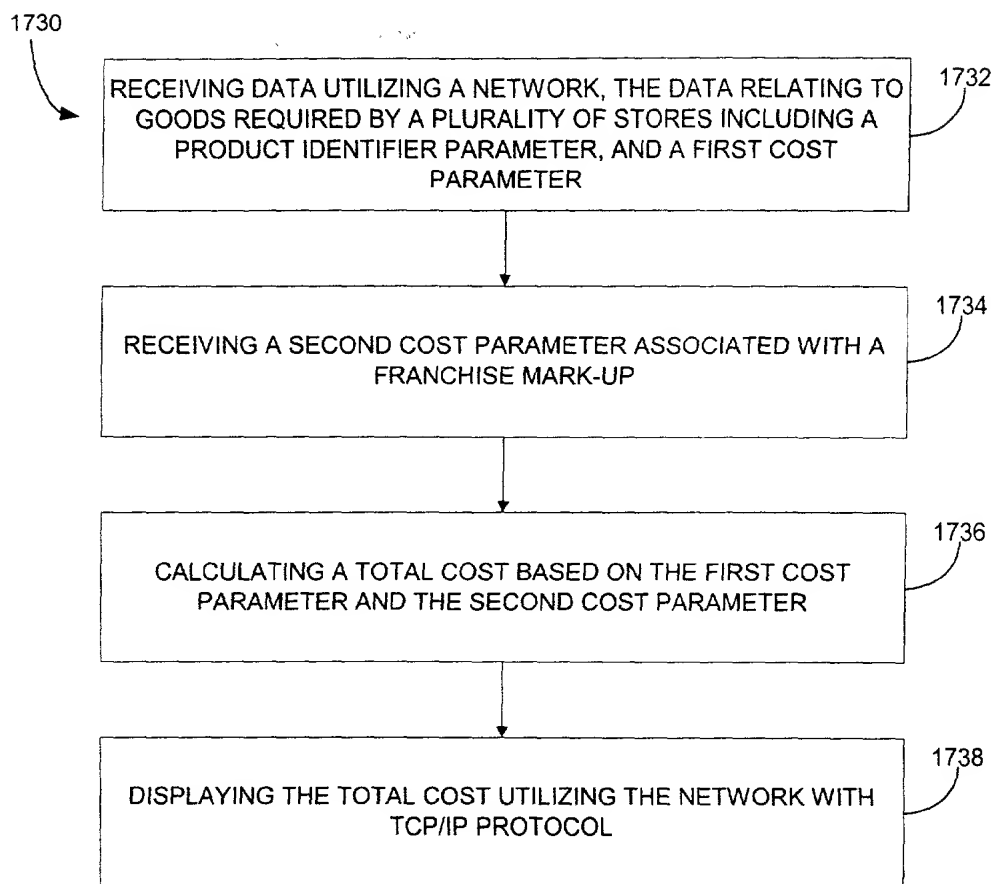 1730
RECEIVING DATA UTILIZING A NETWORK, THE DATA RELATING TO
GOODS REQUIRED BY A PLURALITY OF STORES INCLUDING A
PRODUCT IDENTIFIER PARAMETER, AND A FIRST COST
PARAMETER
1732
RECEIVING A SECOND COST PARAMETER ASSOCIATED WITH A
FRANCHISE MARK-UP
1734
CALCULATING A TOTAL COST BASED ON THE FIRST COST
PARAMETER AND THE SECOND COST PARAMETER
1736
DISPLAYING THE TOTAL COST UTILIZING THE NETWORK WITH
TCP/IP PROTOCOL
1738